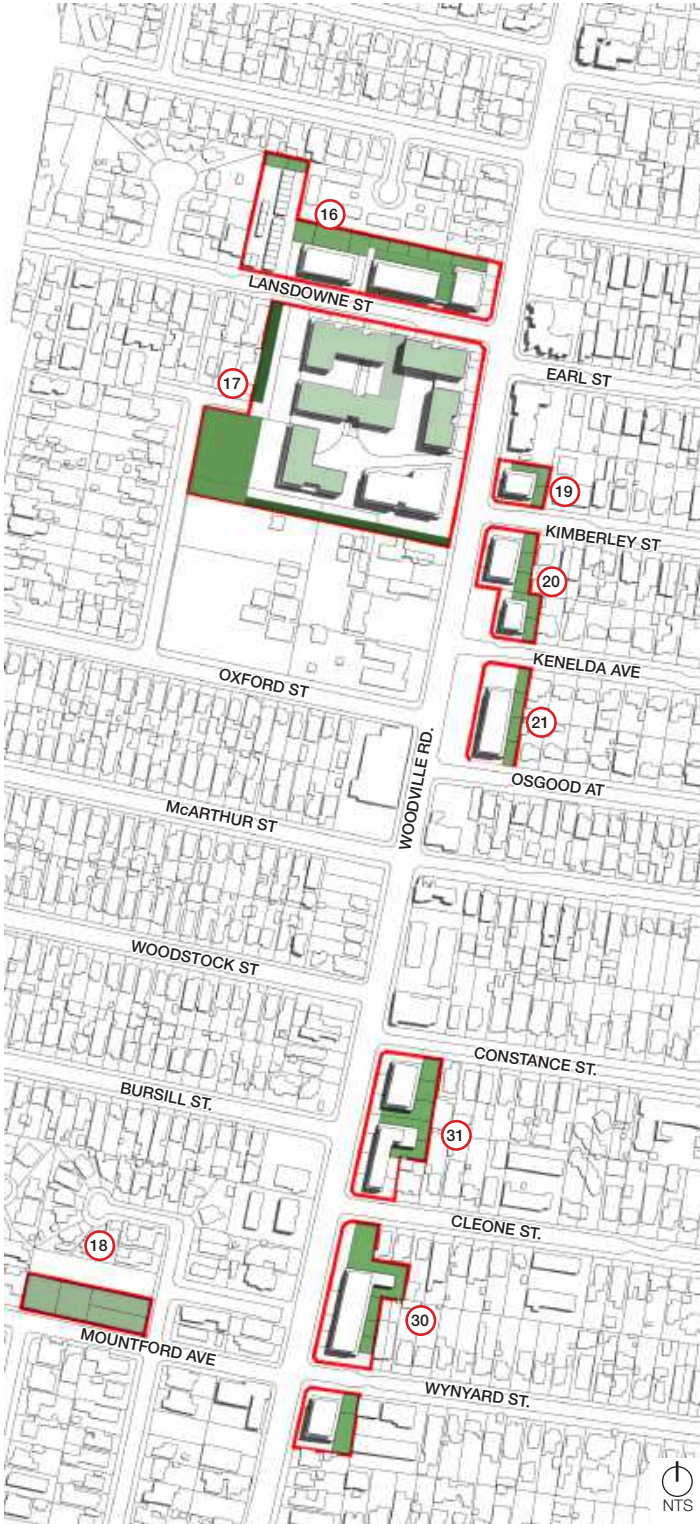 16
LANSDOWNE ST
17
EARL ST
19
KIMBERLEY ST
20
KENELDA AVE
OXFORD ST
21
WOODVILLE RD.
OSGOOD AT
McARTHUR ST
WOODSTOCK ST
CONSTANCE ST.
BURSILL ST.
31
CLEONE ST.
18
30
MOUNTFORD AVE
WYNYARD ST.
NTS